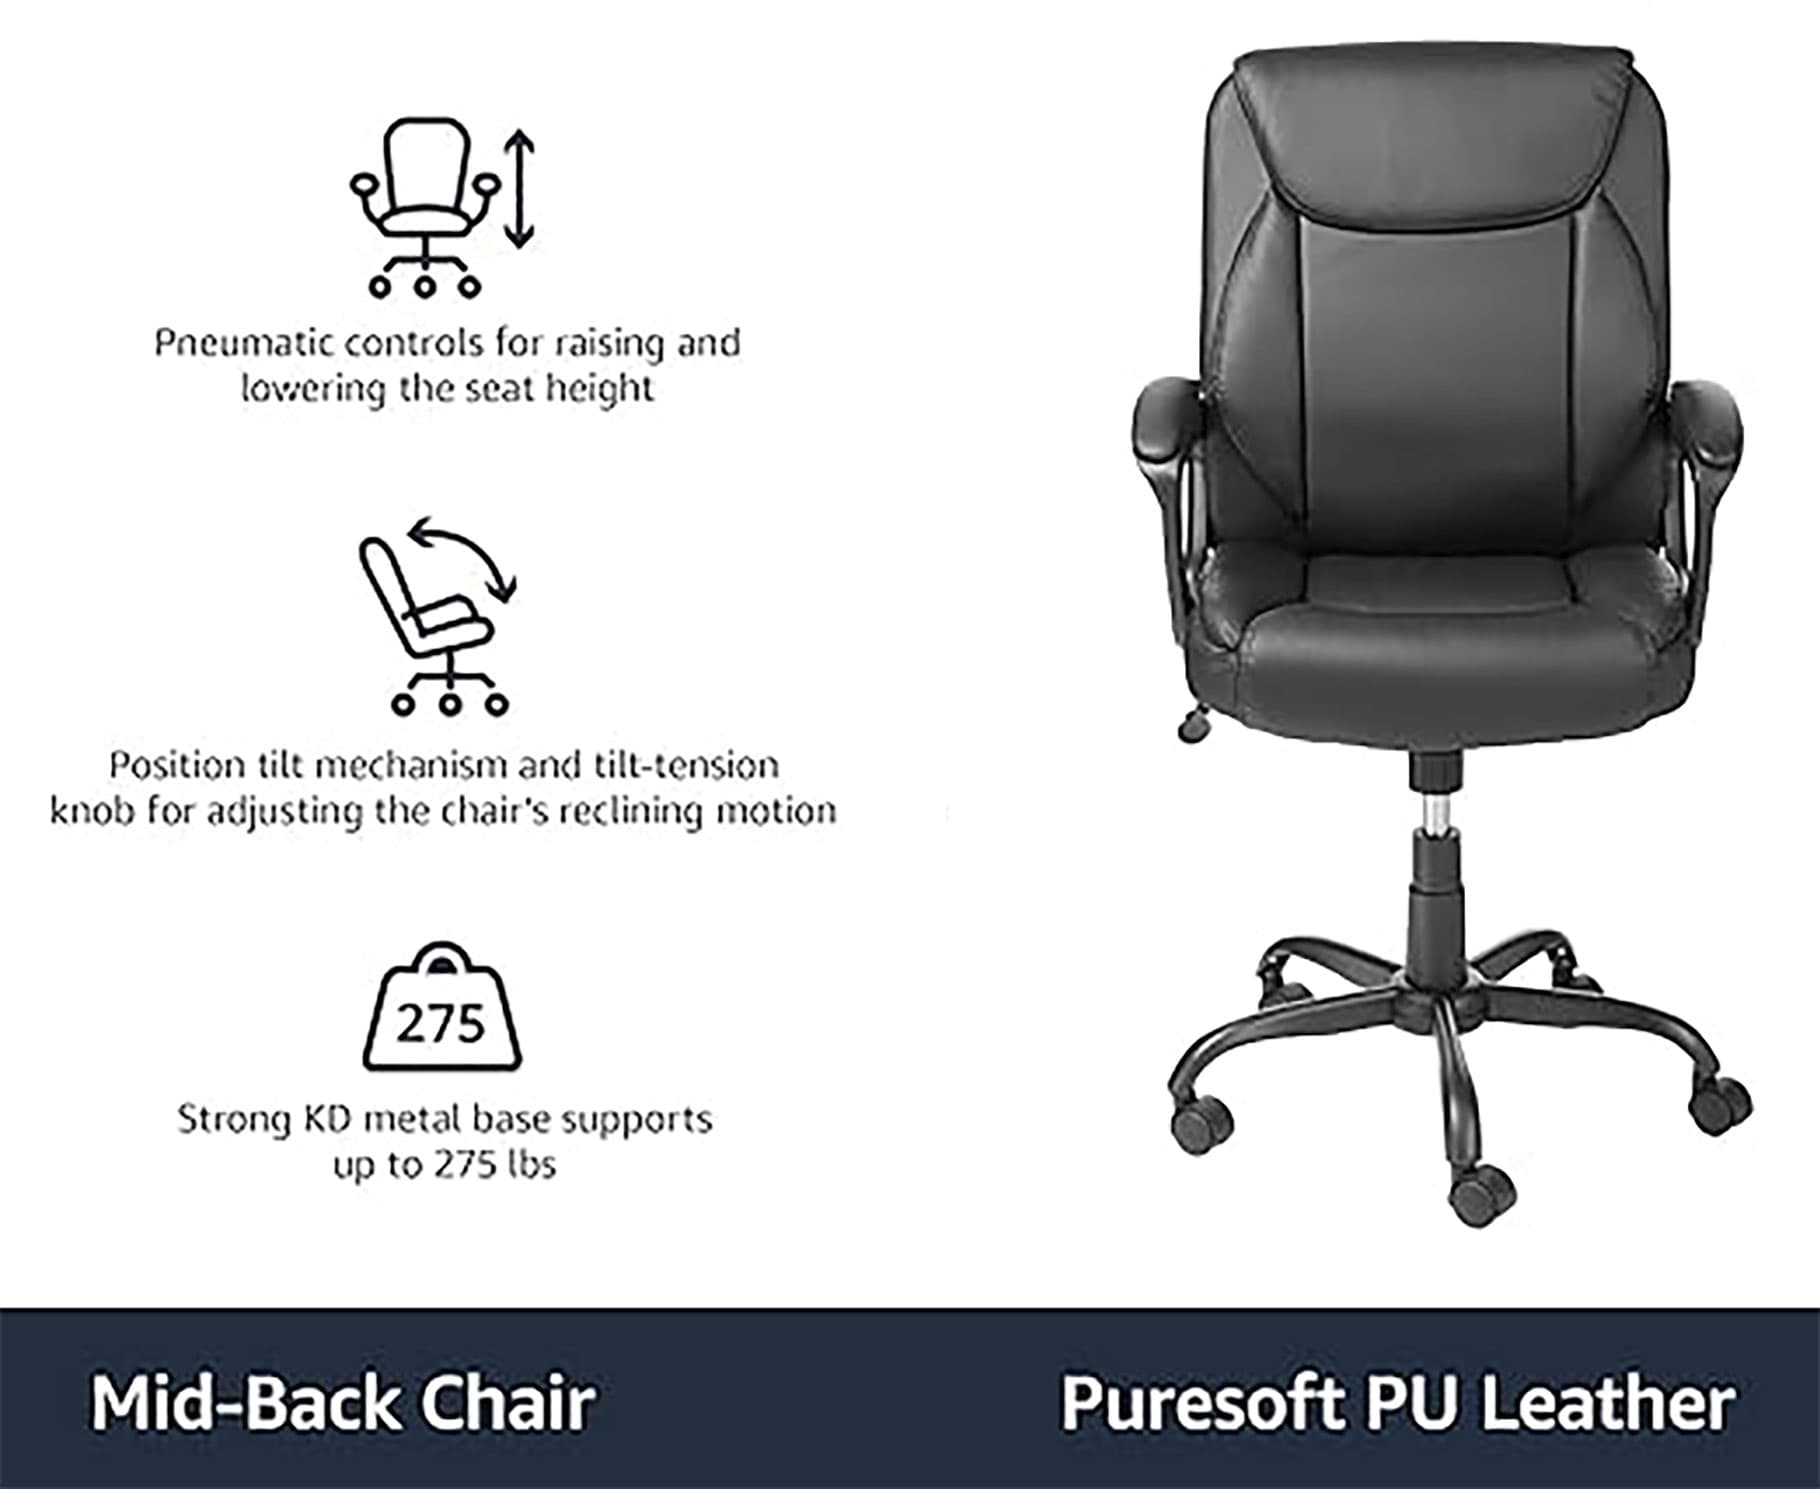 Pneumatic controls for raising and
lowering the seat height
Position tilt mechanism and tilt-tension
knob for adjusting the chair's reclining motion
275
Strong KD metal base supports
up to 275 lbs
Mid-Back Chair
Puresoft PU Leather